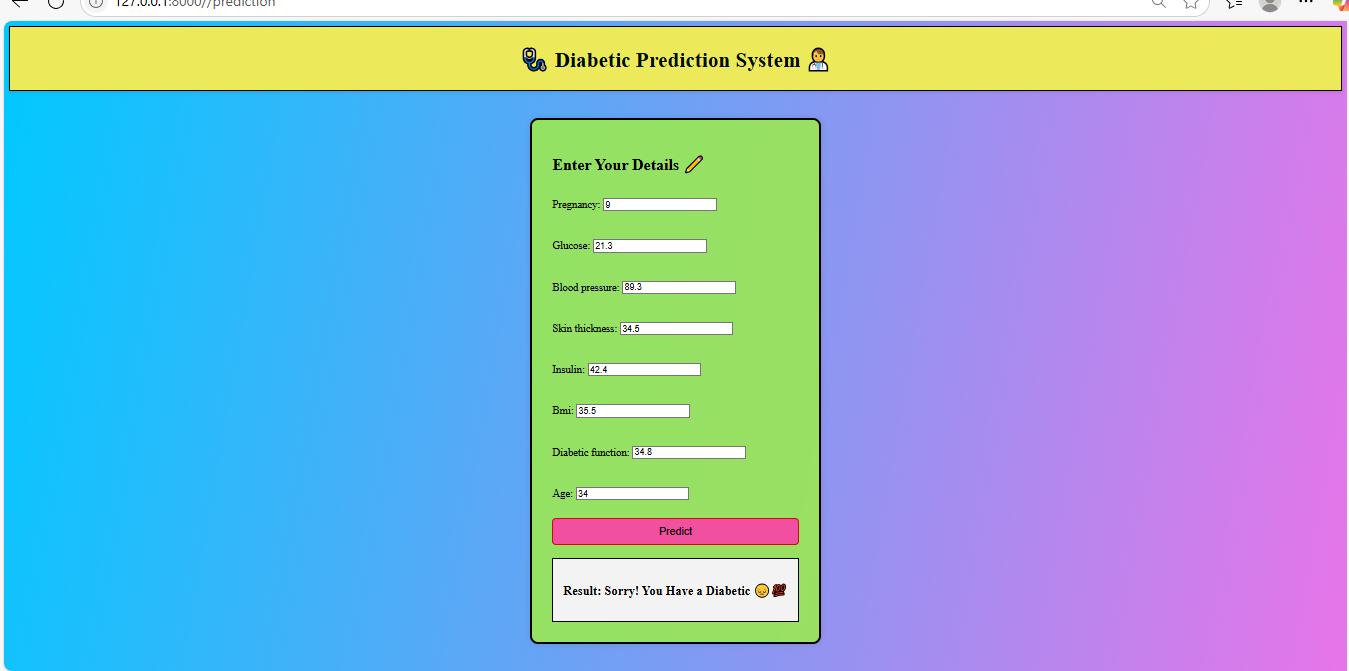 127.0.0.1:8000//prediction
🩺 Diabetic Prediction System 👨‍⚕️
Enter Your Details ✏️
Pregnancy: 9
Glucose: 21.3
Blood pressure: 89.3
Skin thickness: 34.5
Insulin: 42.4
Bmi: 35.5
Diabetic function: 34.8
Age: 34
Predict
Result: Sorry! You Have a Diabetic 😞💯